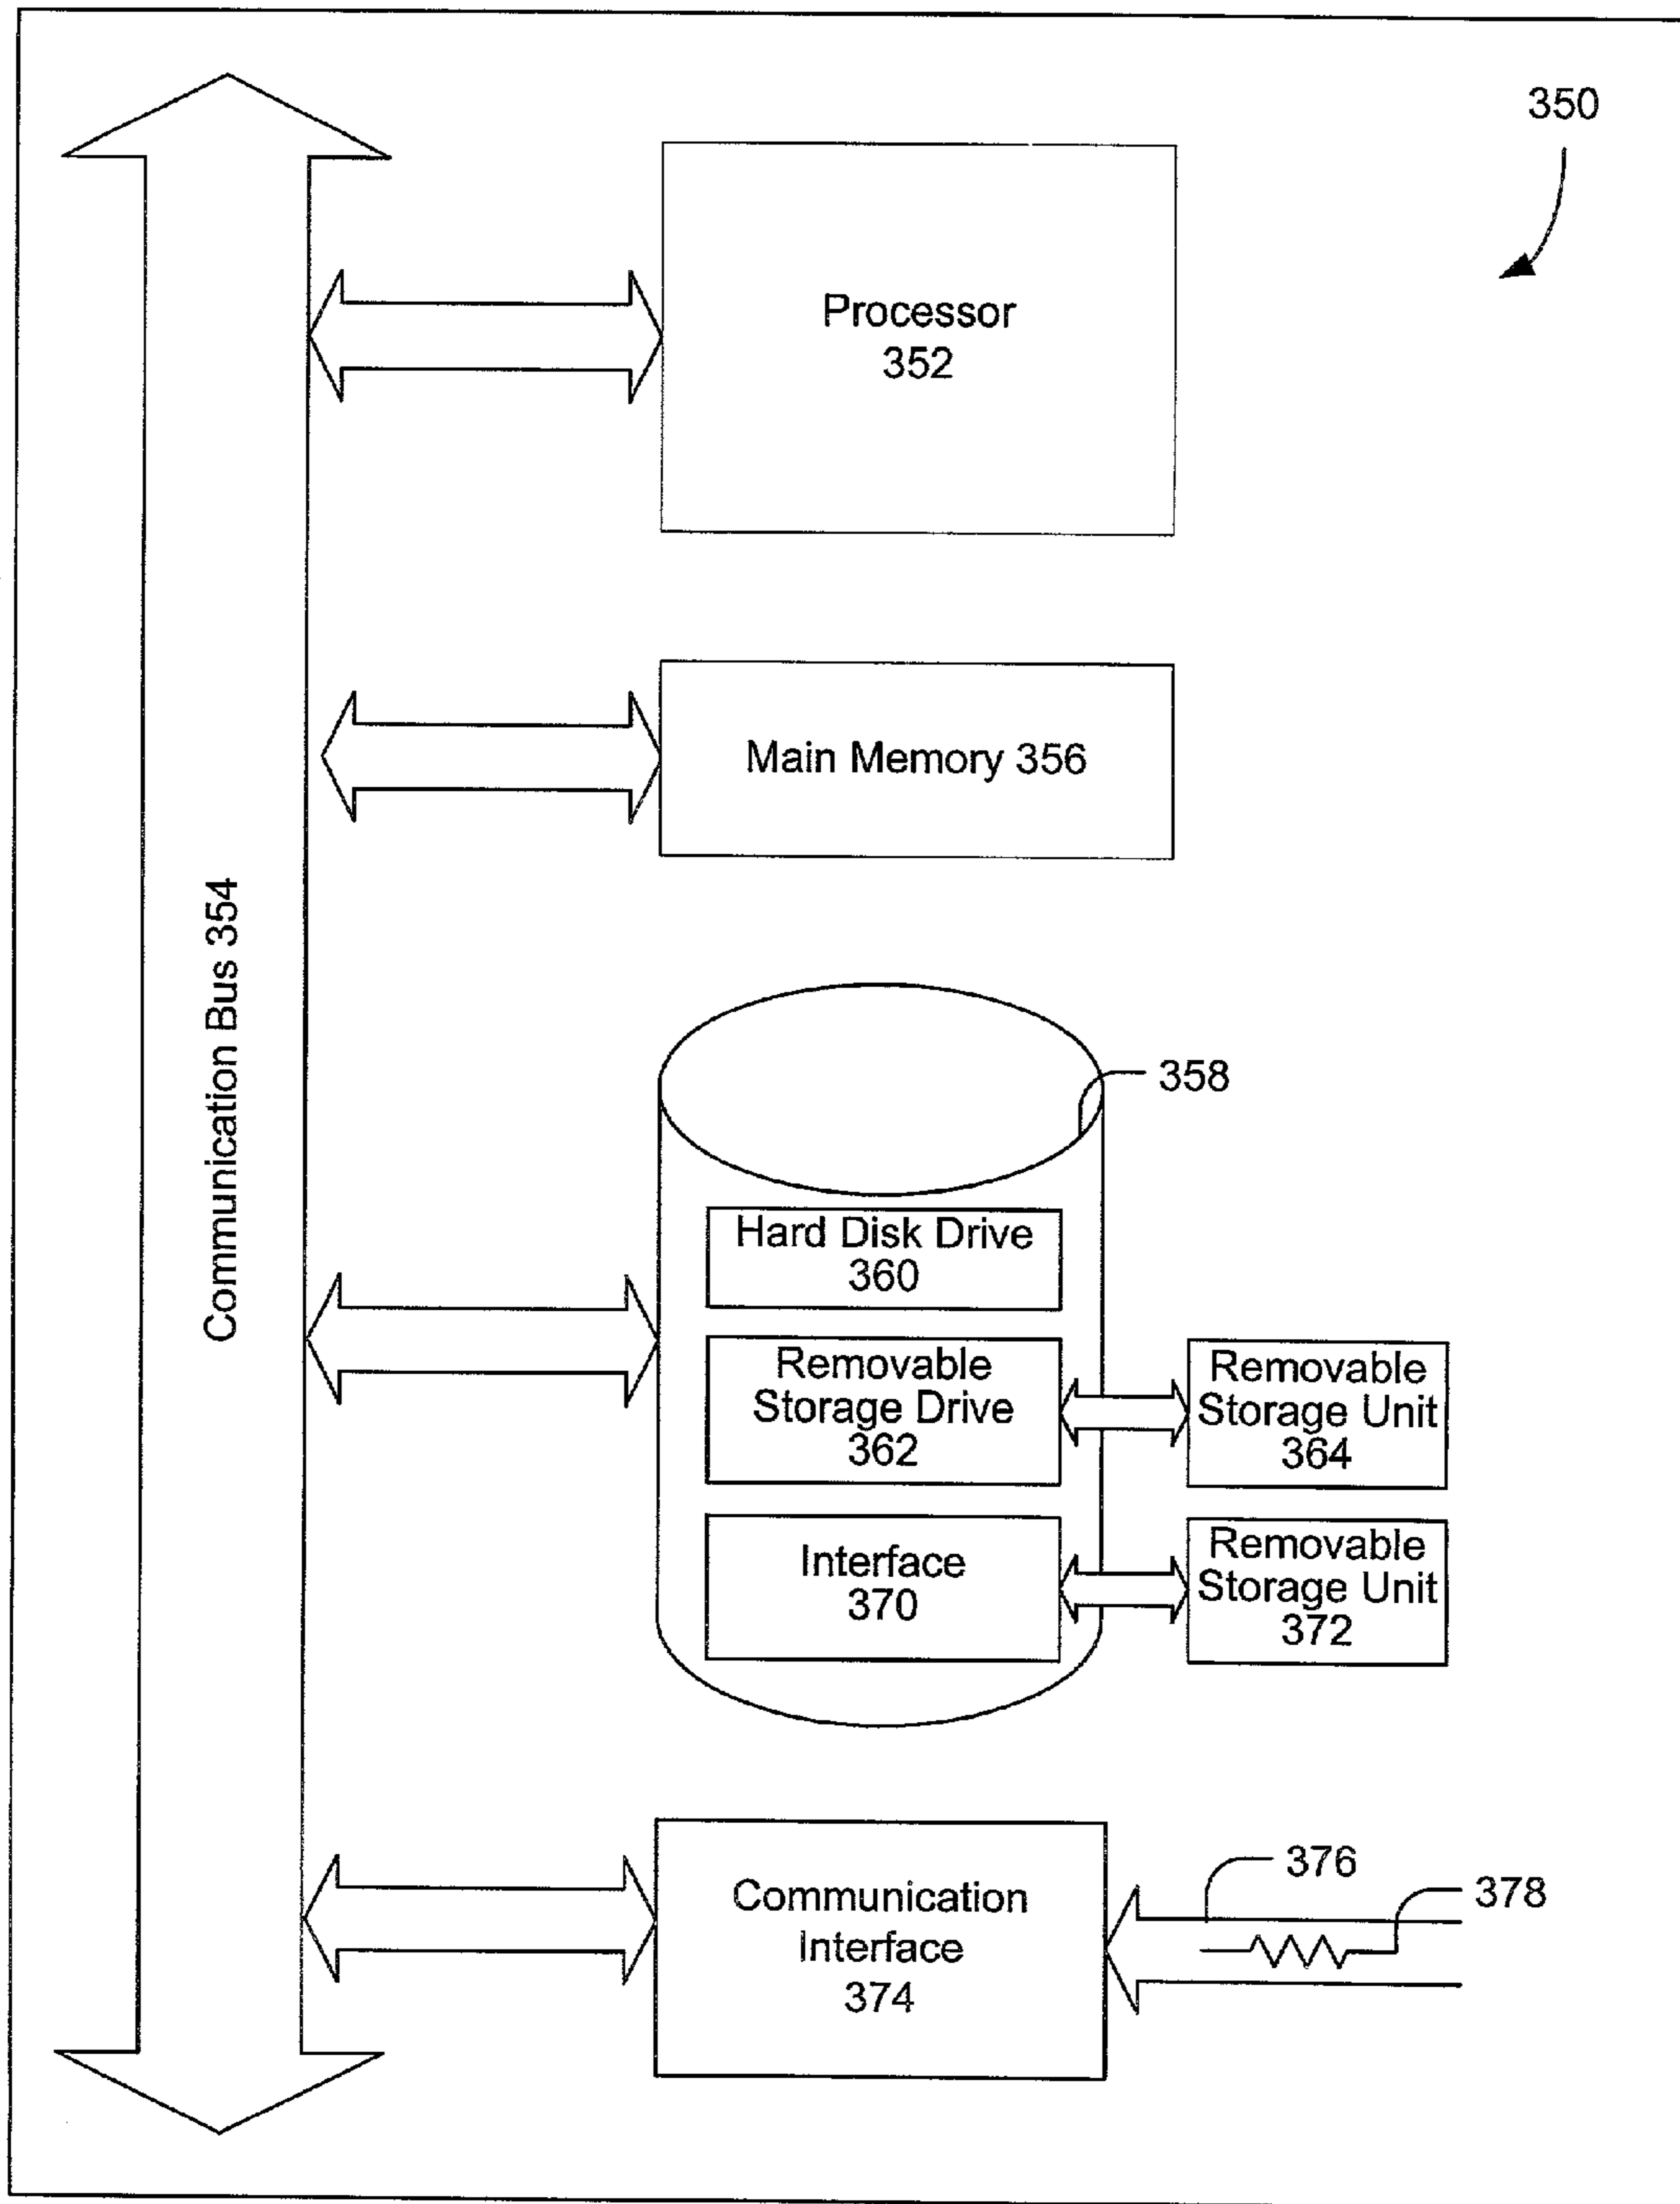 350
Processor
352
Main Memory 356
Communication Bus 354
358
Hard Disk Drive
360
Removable
Storage Drive
362
Removable
Storage Unit
364
Interface
370
Removable
Storage Unit
372
Communication
Interface
374
376
378